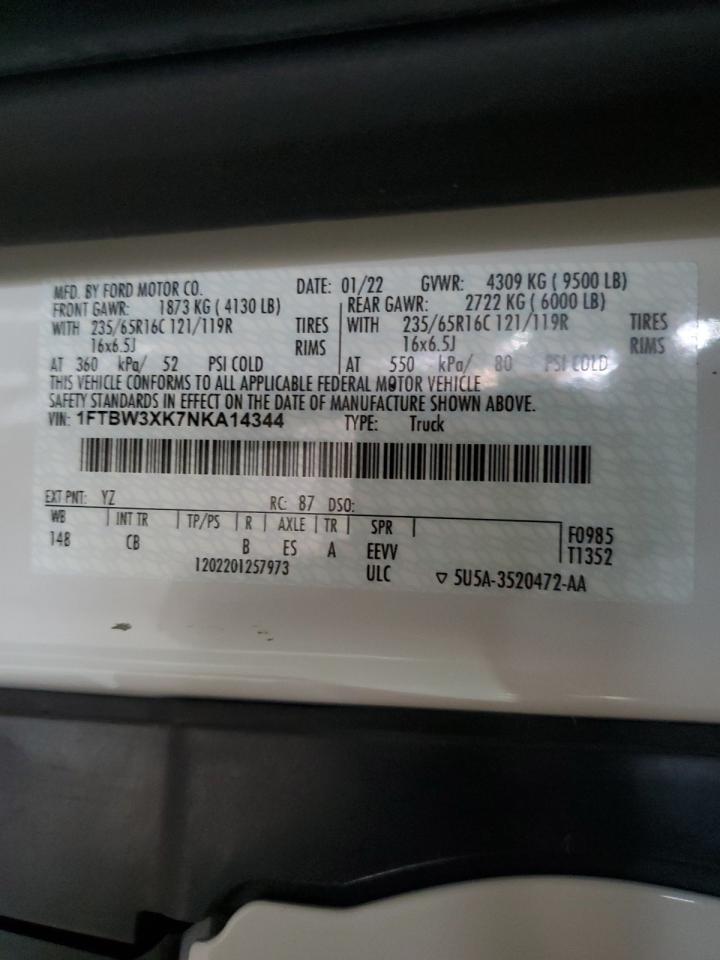 MFD. BY FORD MOTOR CO. DATE: 01/22 GVWR: 4309 KG ( 9500 LB)
FRONT GAWR: 1873 KG ( 4130 LB) REAR GAWR: 2722 KG ( 6000 LB)
WITH 235/65R16C 121/119R TIRES WITH 235/65R16C 121/119R TIRES
16x6.5J RIMS 16x6.5J RIMS
AT 360 kPa/ 52 PSI COLD AT 550 kPa/ 80 PSI COLD
THIS VEHICLE CONFORMS TO ALL APPLICABLE FEDERAL MOTOR VEHICLE
SAFETY STANDARDS IN EFFECT ON THE DATE OF MANUFACTURE SHOWN ABOVE.
VIN: 1FTBW3XK7NKA14344 TYPE: Truck
EXT PNT: YZ RC: 87 DSO:
WB INT TR TP/PS R AXLE TR SPR F0985
148 CB B ES A EEVV T1352
1202201257973 ULC ▽ 5U5A-3520472-AA